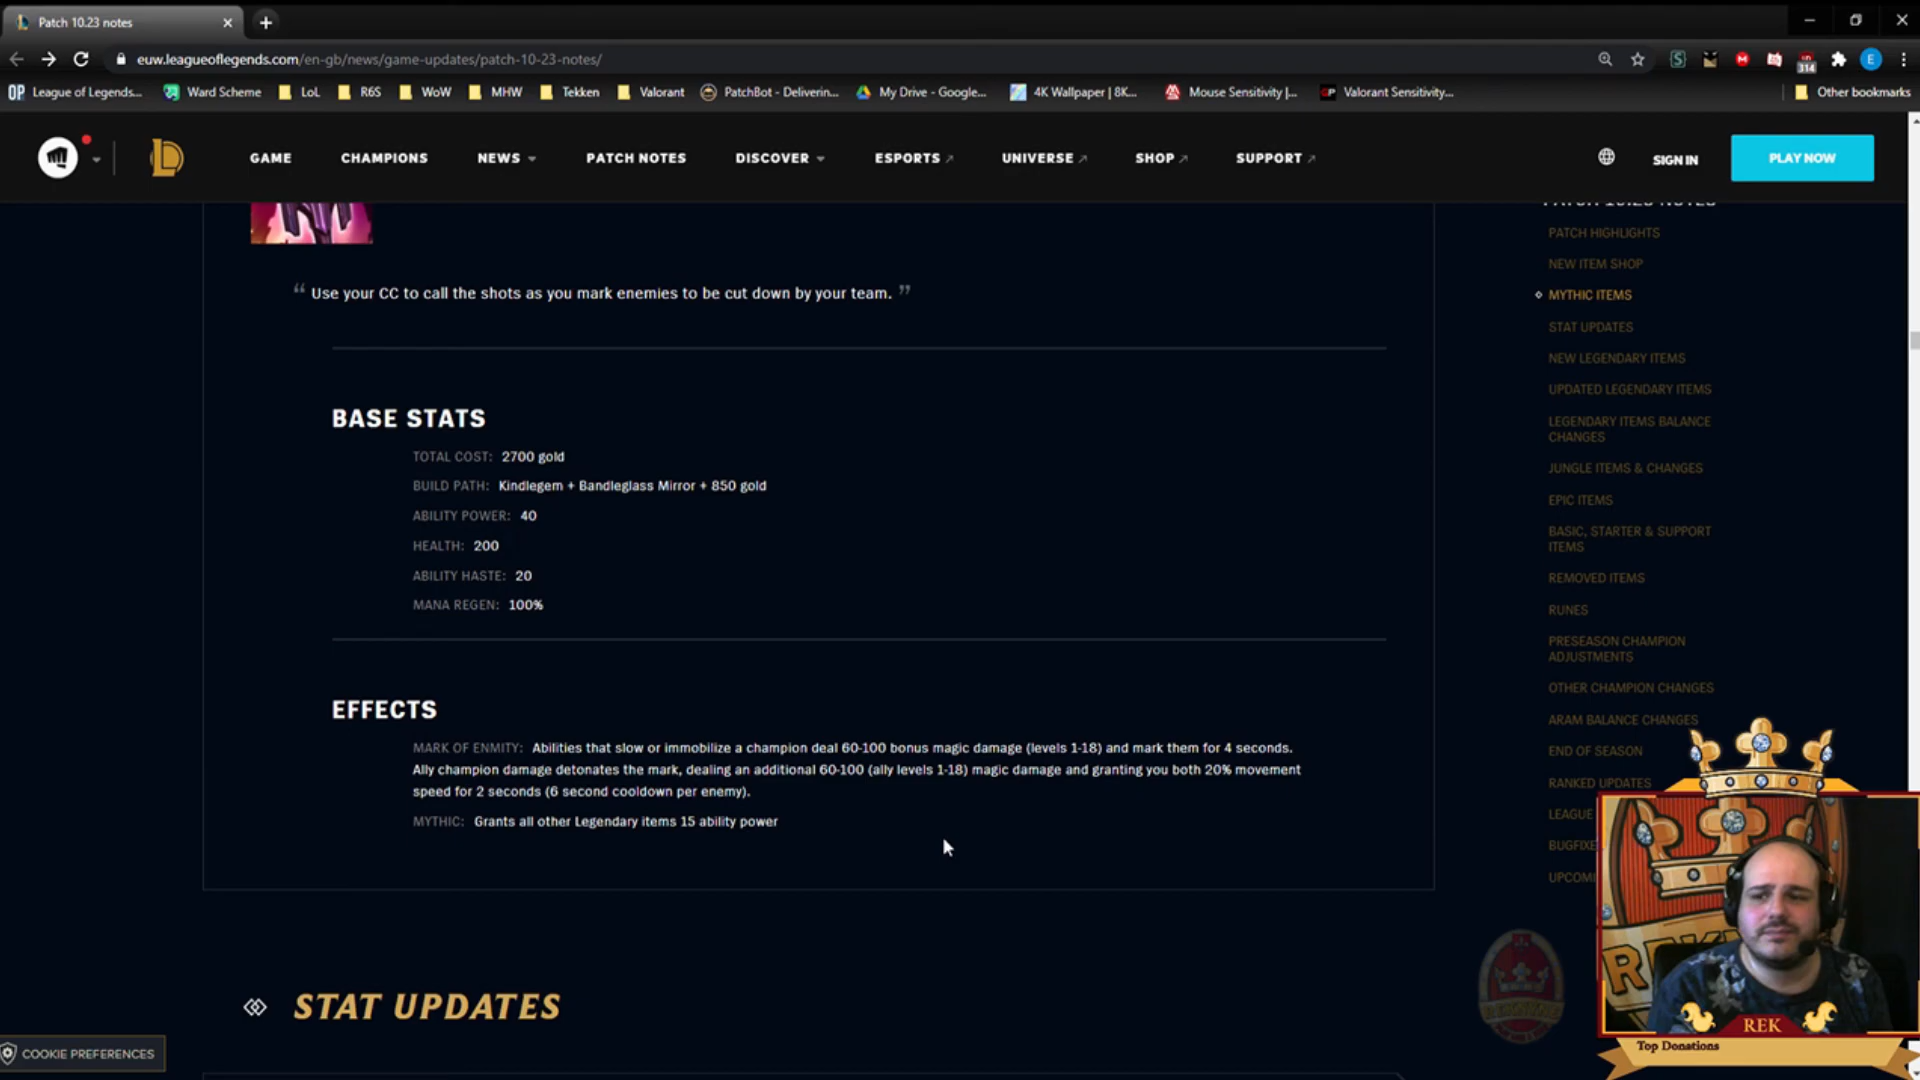 Patch 10.23 notes
euw.leagueoflegends.com/en-gb/news/game-updates/patch-10-23-notes/
314
E
OP League of Legends...
Ward Scheme
LoL
R6S
WoW
MHW
Tekken
Valorant
PatchBot - Deliverin...
My Drive - Google...
4K Wallpaper | 8K...
Mouse Sensitivity |...
Valorant Sensitivity...
Other bookmarks
GAME
CHAMPIONS
NEWS
PATCH NOTES
DISCOVER
ESPORTS
UNIVERSE
SHOP
SUPPORT
SIGN IN
PLAY NOW
“ Use your CC to call the shots as you mark enemies to be cut down by your team. ”
BASE STATS
TOTAL COST: 2700 gold
BUILD PATH: Kindlegem + Bandleglass Mirror + 850 gold
ABILITY POWER: 40
HEALTH: 200
ABILITY HASTE: 20
MANA REGEN: 100%
EFFECTS
MARK OF ENMITY: Abilities that slow or immobilize a champion deal 60-100 bonus magic damage (levels 1-18) and mark them for 4 seconds.
Ally champion damage detonates the mark, dealing an additional 60-100 (ally levels 1-18) magic damage and granting you both 20% movement
speed for 2 seconds (6 second cooldown per enemy).
MYTHIC: Grants all other Legendary items 15 ability power
STAT UPDATES
COOKIE PREFERENCES
PATCH 10.23 NOTES
PATCH HIGHLIGHTS
NEW ITEM SHOP
MYTHIC ITEMS
STAT UPDATES
NEW LEGENDARY ITEMS
UPDATED LEGENDARY ITEMS
LEGENDARY ITEMS BALANCE
CHANGES
JUNGLE ITEMS & CHANGES
EPIC ITEMS
BASIC, STARTER & SUPPORT
ITEMS
REMOVED ITEMS
RUNES
PRESEASON CHAMPION
ADJUSTMENTS
OTHER CHAMPION CHANGES
ARAM BALANCE CHANGES
END OF SEASON
RANKED UPDATES
LEAGUE
BUGFIXE
UPCOMI
REK
Top Donations